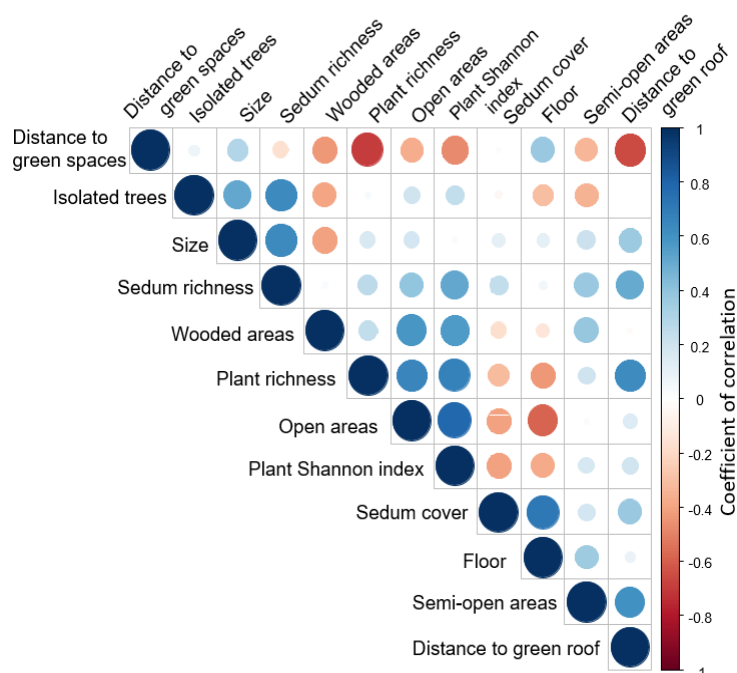 Distance to
green spaces
Isolated trees
Size
Sedum richness
Wooded areas
Plant richness
Open areas
Plant Shannon
index
Sedum cover
Floor
Semi-open areas
Distance to
green roof
Distance to
green spaces
Isolated trees
Size
Sedum richness
Wooded areas
Plant richness
Open areas
Plant Shannon index
Sedum cover
Floor
Semi-open areas
Distance to green roof
1
0.8
0.6
0.4
0.2
0
-0.2
-0.4
-0.6
-0.8
-1
Coefficient of correlation